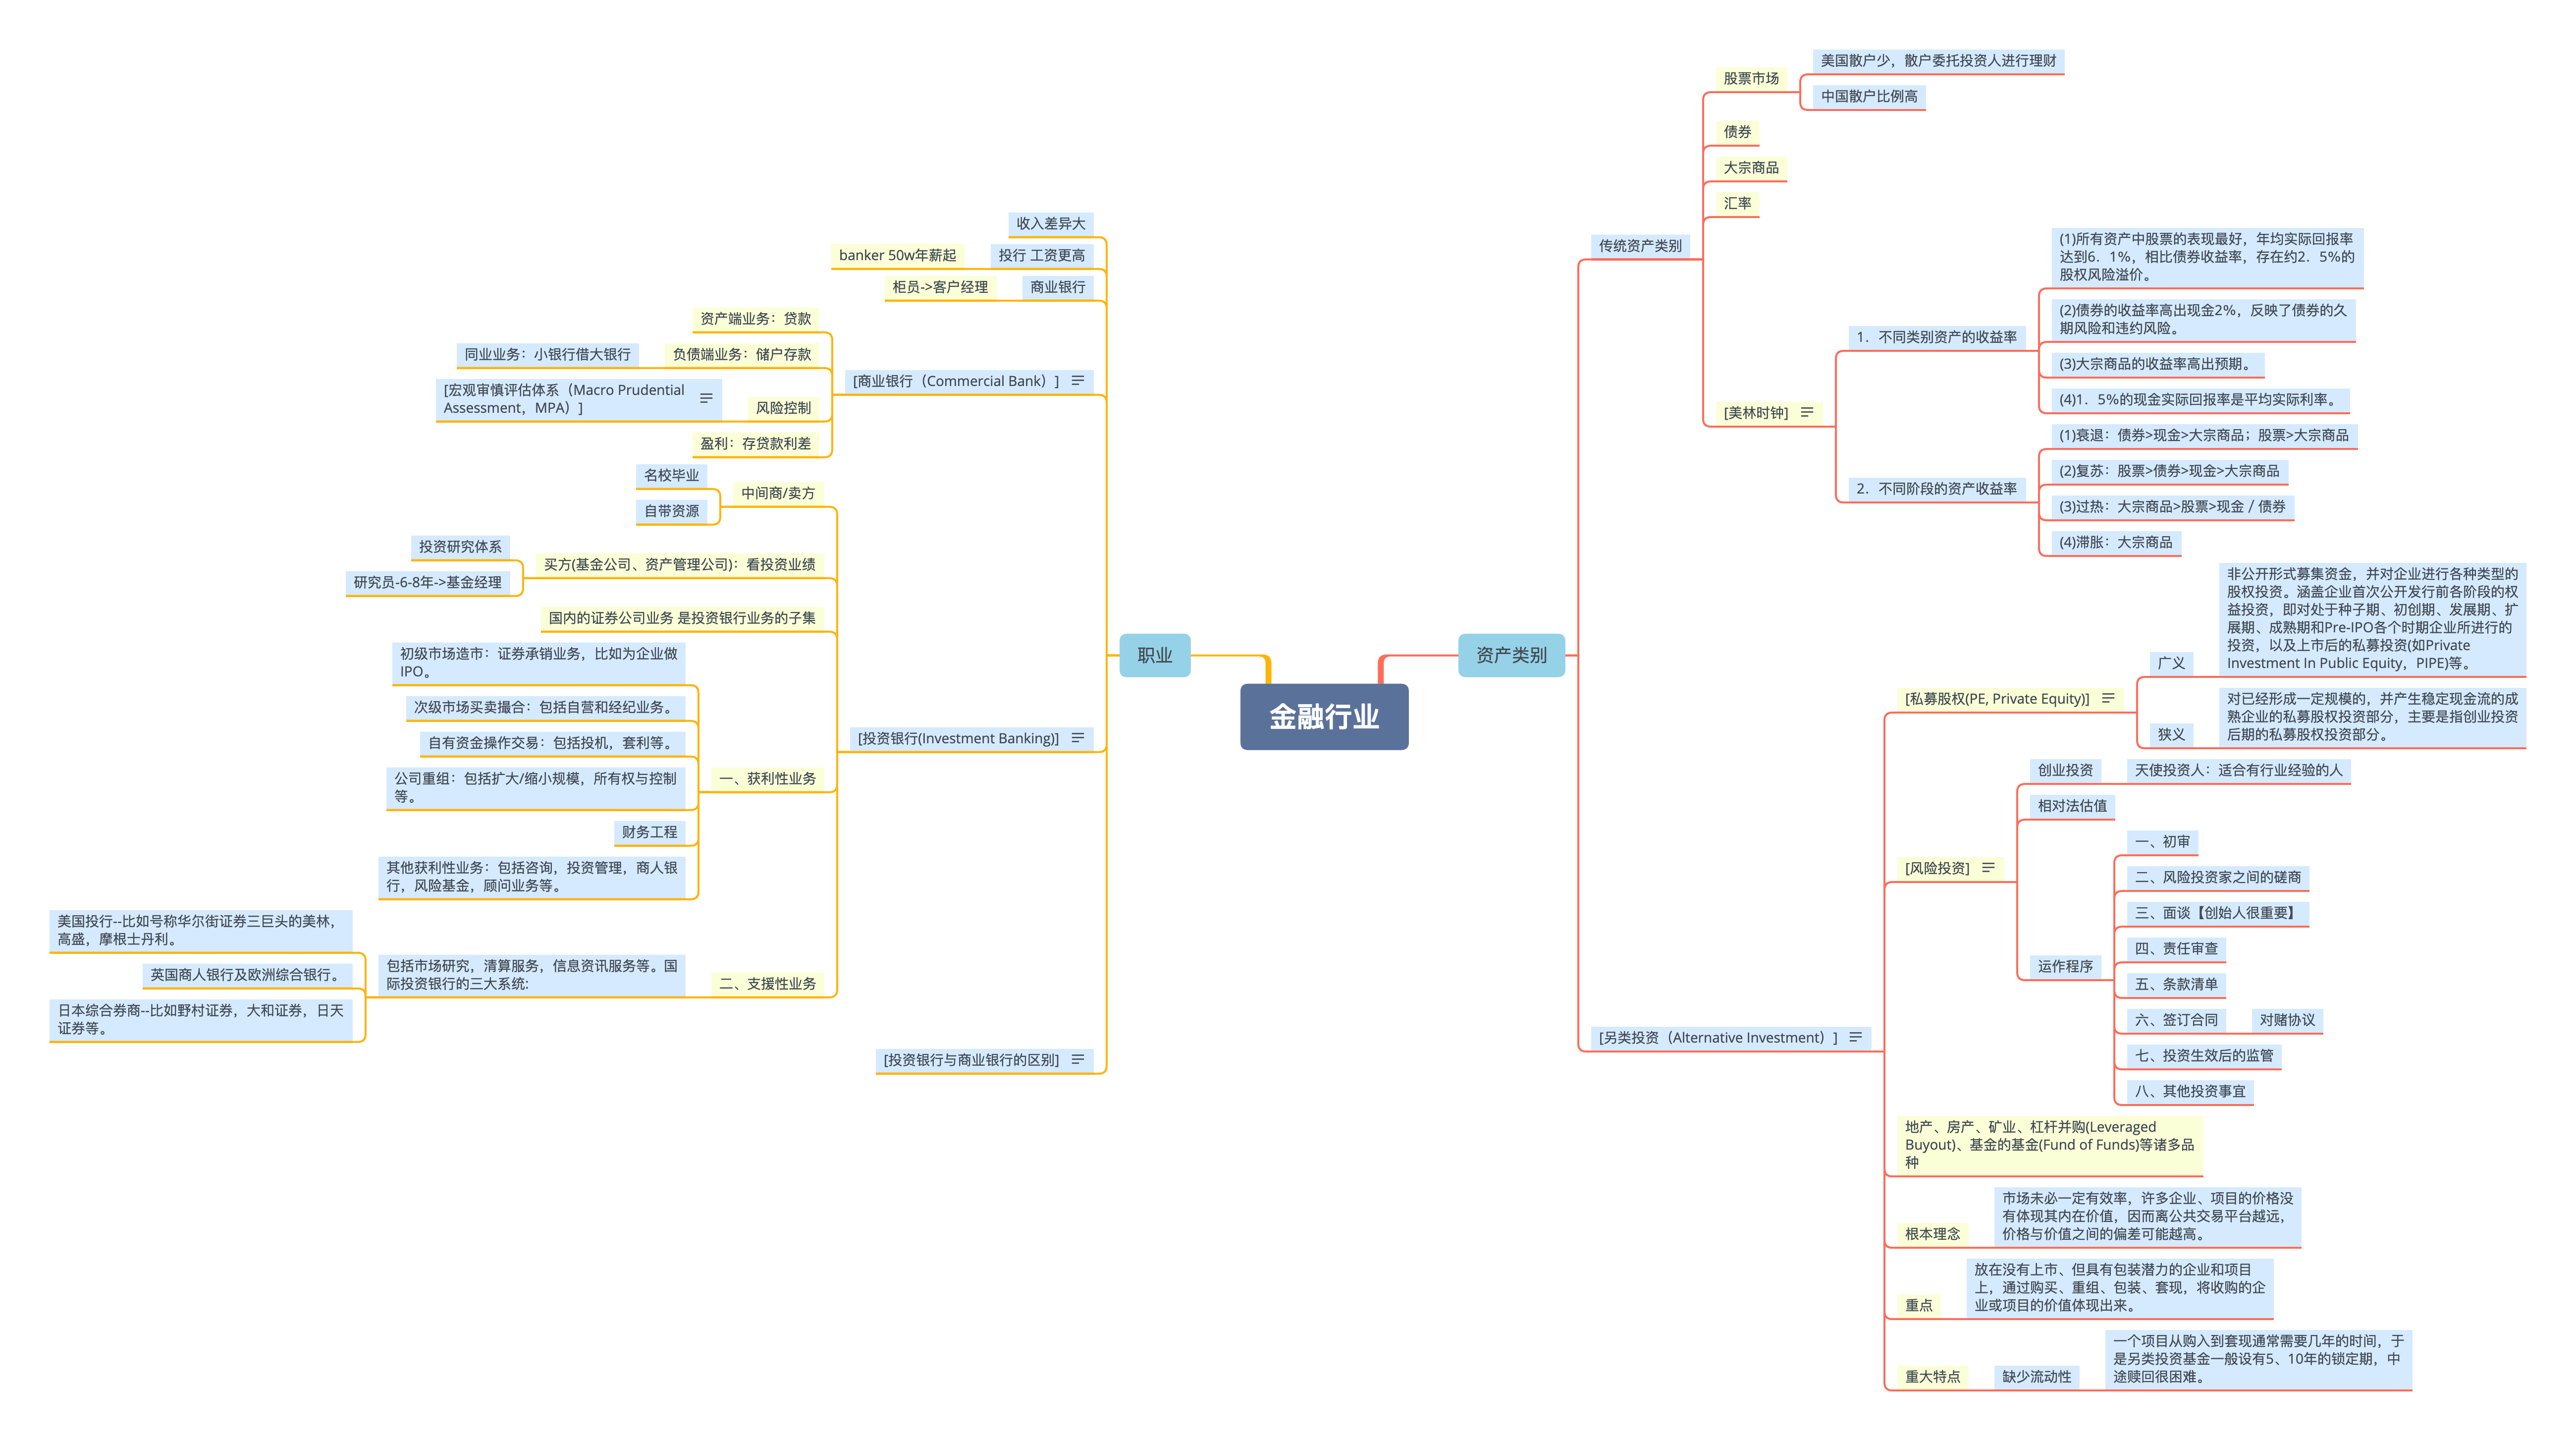 金融行业
职业
收入差异大
投行 工资更高
banker 50w年薪起
商业银行
柜员->客户经理
[商业银行（Commercial Bank）]
资产端业务：贷款
负债端业务：储户存款
同业业务：小银行借大银行
风险控制
[宏观审慎评估体系（Macro Prudential
Assessment，MPA）]
盈利：存贷款利差
[投资银行(Investment Banking)]
中间商/卖方
名校毕业
自带资源
买方(基金公司、资产管理公司)：看投资业绩
投资研究体系
研究员-6-8年->基金经理
国内的证券公司业务 是投资银行业务的子集
一、获利性业务
初级市场造市：证券承销业务，比如为企业做
IPO。
次级市场买卖撮合：包括自营和经纪业务。
自有资金操作交易：包括投机，套利等。
公司重组：包括扩大/缩小规模，所有权与控制
等。
财务工程
其他获利性业务：包括咨询，投资管理，商人银
行，风险基金，顾问业务等。
二、支援性业务
包括市场研究，清算服务，信息资讯服务等。国
际投资银行的三大系统:
美国投行--比如号称华尔街证券三巨头的美林，
高盛，摩根士丹利。
英国商人银行及欧洲综合银行。
日本综合券商--比如野村证券，大和证券，日天
证券等。
[投资银行与商业银行的区别]
资产类别
传统资产类别
股票市场
美国散户少，散户委托投资人进行理财
中国散户比例高
债券
大宗商品
汇率
[美林时钟]
1．不同类别资产的收益率
(1)所有资产中股票的表现最好，年均实际回报率
达到6．1%，相比债券收益率，存在约2．5%的
股权风险溢价。
(2)债券的收益率高出现金2%，反映了债券的久
期风险和违约风险。
(3)大宗商品的收益率高出预期。
(4)1．5%的现金实际回报率是平均实际利率。
2．不同阶段的资产收益率
(1)衰退：债券>现金>大宗商品；股票>大宗商品
(2)复苏：股票>债券>现金>大宗商品
(3)过热：大宗商品>股票>现金／债券
(4)滞胀：大宗商品
[另类投资（Alternative Investment）]
[私募股权(PE, Private Equity)]
广义
非公开形式募集资金，并对企业进行各种类型的
股权投资。涵盖企业首次公开发行前各阶段的权
益投资，即对处于种子期、初创期、发展期、扩
展期、成熟期和Pre-IPO各个时期企业所进行的
投资，以及上市后的私募投资(如Private
Investment In Public Equity，PIPE)等。
狭义
对已经形成一定规模的，并产生稳定现金流的成
熟企业的私募股权投资部分，主要是指创业投资
后期的私募股权投资部分。
[风险投资]
创业投资
天使投资人：适合有行业经验的人
相对法估值
运作程序
一、初审
二、风险投资家之间的磋商
三、面谈【创始人很重要】
四、责任审查
五、条款清单
六、签订合同
对赌协议
七、投资生效后的监管
八、其他投资事宜
地产、房产、矿业、杠杆并购(Leveraged
Buyout)、基金的基金(Fund of Funds)等诸多品
种
根本理念
市场未必一定有效率，许多企业、项目的价格没
有体现其内在价值，因而离公共交易平台越远，
价格与价值之间的偏差可能越高。
重点
放在没有上市、但具有包装潜力的企业和项目
上，通过购买、重组、包装、套现，将收购的企
业或项目的价值体现出来。
重大特点
缺少流动性
一个项目从购入到套现通常需要几年的时间，于
是另类投资基金一般设有5、10年的锁定期，中
途赎回很困难。